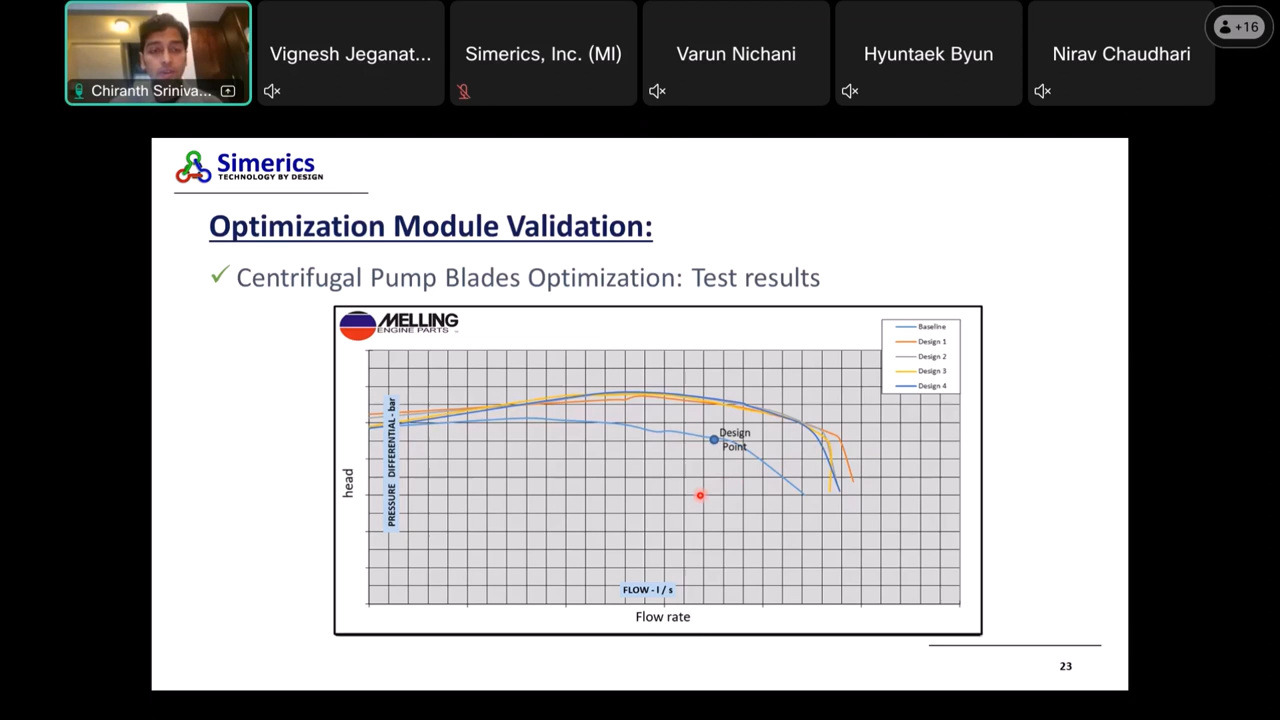 Chiranth Sriniva...
Vignesh Jeganat...
Simerics, Inc. (MI)
Varun Nichani
Hyuntaek Byun
Nirav Chaudhari
+16
Simerics
TECHNOLOGY BY DESIGN
Optimization Module Validation:
Centrifugal Pump Blades Optimization: Test results
MELLING
ENGINE PARTS
Baseline
Design 1
Design 2
Design 3
Design 4
head
PRESSURE DIFFERENTIAL - bar
Design
Point
FLOW - l / s
Flow rate
23